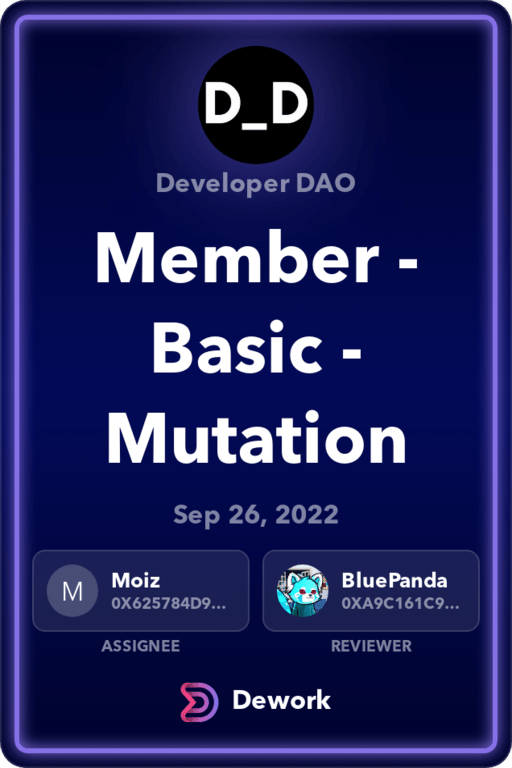 D_D
Developer DAO
Member -
Basic -
Mutation
Sep 26, 2022
M
Moiz
0X625784D9...
BluePanda
0XA9C161C9...
ASSIGNEE
REVIEWER
Dework